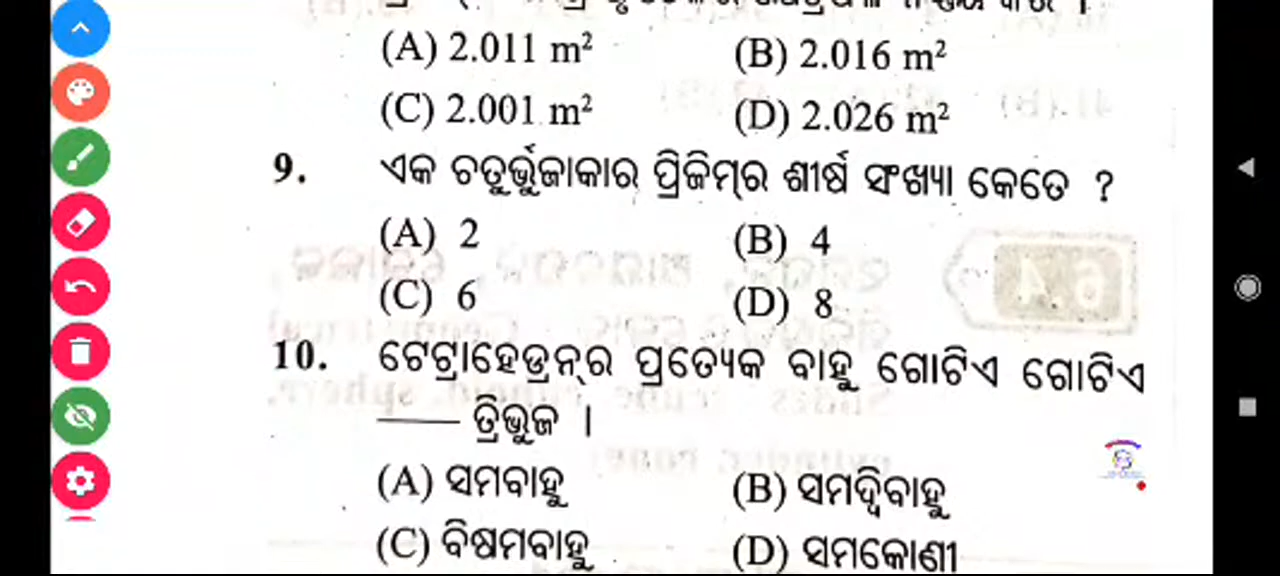 (A) 2.011 m² (B) 2.016 m²
(C) 2.001 m² (D) 2.026 m²
9. ଏକ ଚତୁର୍ଭୁଜାକାର ପ୍ରିଜିମ୍‌ର ଶୀର୍ଷ ସଂଖ୍ୟା କେତେ ?
(A) 2 (B) 4
(C) 6 (D) 8
10. ଟେଟ୍ରାହେଡ୍ରନ୍‌ର ପ୍ରତ୍ୟେକ ବାହୁ ଗୋଟିଏ ଗୋଟିଏ
—— ତ୍ରିଭୁଜ ।
(A) ସମବାହୁ (B) ସମଦ୍ୱିବାହୁ
(C) ବିଷମବାହୁ (D) ସମକୋଣୀ